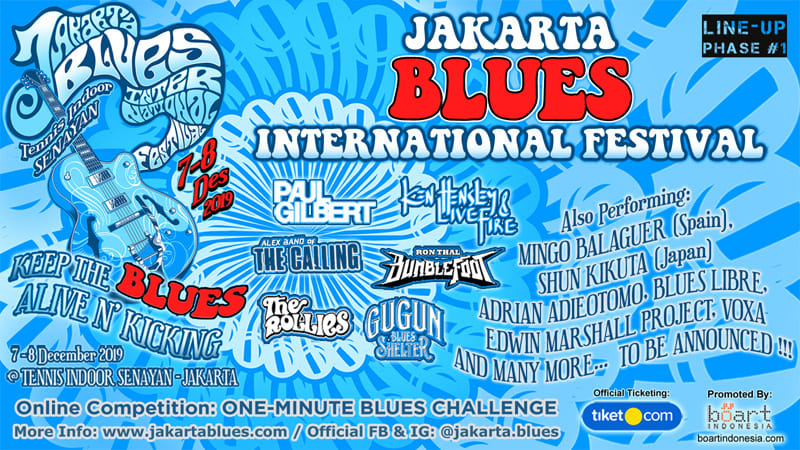 JAKARTA
BLUES
INTER
NATIONAL
FESTIVAL
Tennis Indoor
SENAYAN
7-8
Des
2019
KEEP THE BLUES
ALIVE N' KICKING
7 - 8 December 2019
@ TENNIS INDOOR SENAYAN - JAKARTA
JAKARTA
BLUES
INTERNATIONAL FESTIVAL
LINE-UP
PHASE #1
PAUL
GILBERT
Ken Hensley &
Live Fire
ALEX BAND OF
THE CALLING
RON THAL
BUMBLEFOOT
The
Rollies
GUGUN
BLUES
SHELTER
Also Performing:
MINGO BALAGUER (Spain),
SHUN KIKUTA (Japan)
ADRIAN ADIEOTOMO, BLUES LIBRE,
EDWIN MARSHALL PROJECT, VOXA
AND MANY MORE... TO BE ANNOUNCED !!!
Online Competition: ONE-MINUTE BLUES CHALLENGE
More Info: www.jakartablues.com / Official FB & IG: @jakarta.blues
Official Ticketing:
tiket.com
Promoted By:
boart
INDONESIA
boartindonesia.com